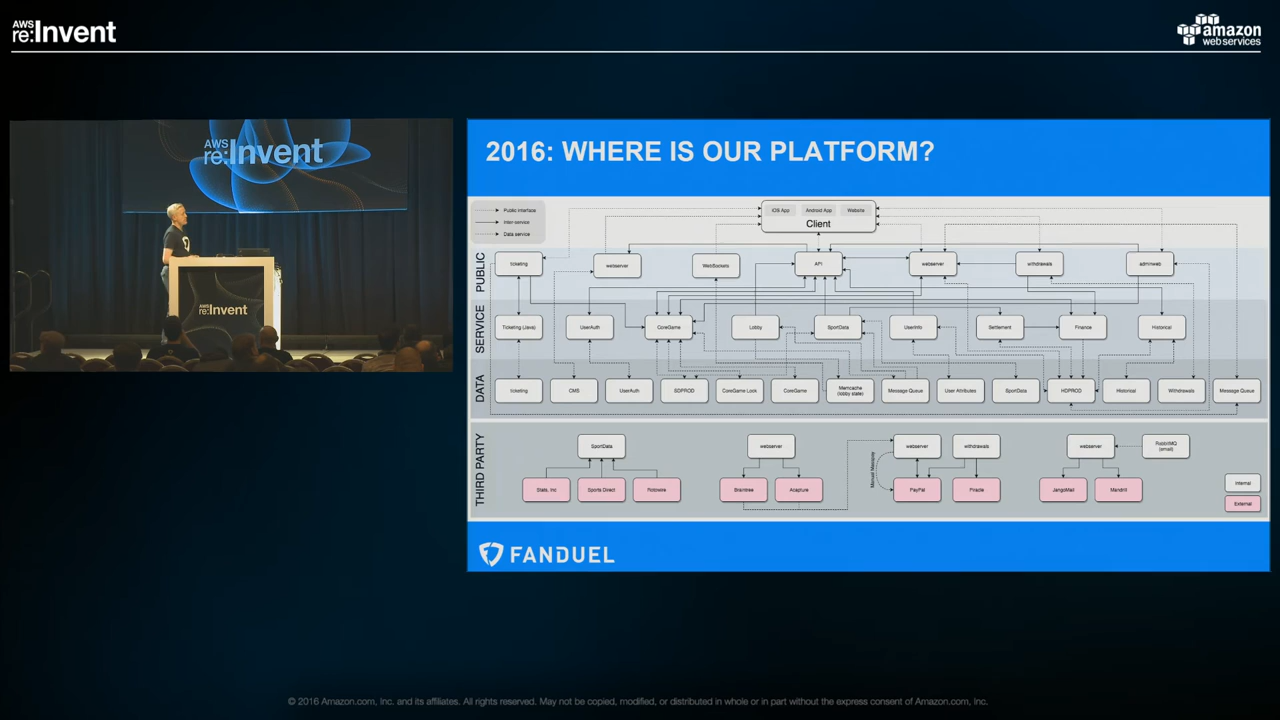 AWS
re:Invent
amazon
web services
AWS
re:Invent
AWS
re:Invent
2016: WHERE IS OUR PLATFORM?
Public interface
Inter-service
Data service
iOS App Android App Website
Client
PUBLIC
ticketing webserver WebSockets API webserver withdrawals adminweb
SERVICE
Ticketing (Java) UserAuth CoreGame Lobby SportData UserInfo Settlement Finance Historical
DATA
ticketing CMS UserAuth SDPROD CoreGame Lock CoreGame Memcache (lobby state) Message Queue User Attributes SportData HDPROD Historical Withdrawals Message Queue
THIRD PARTY
SportData webserver webserver withdrawals webserver RabbitMQ (email)
Stats, Inc Sports Direct Rotowire Braintree Acapture PayPal JangoMail Mandrill
Internal
External
FANDUEL
© 2016 Amazon.com, Inc. and its affiliates. All rights reserved. May not be copied, modified, or distributed in whole or in part without the express consent of Amazon.com, Inc.